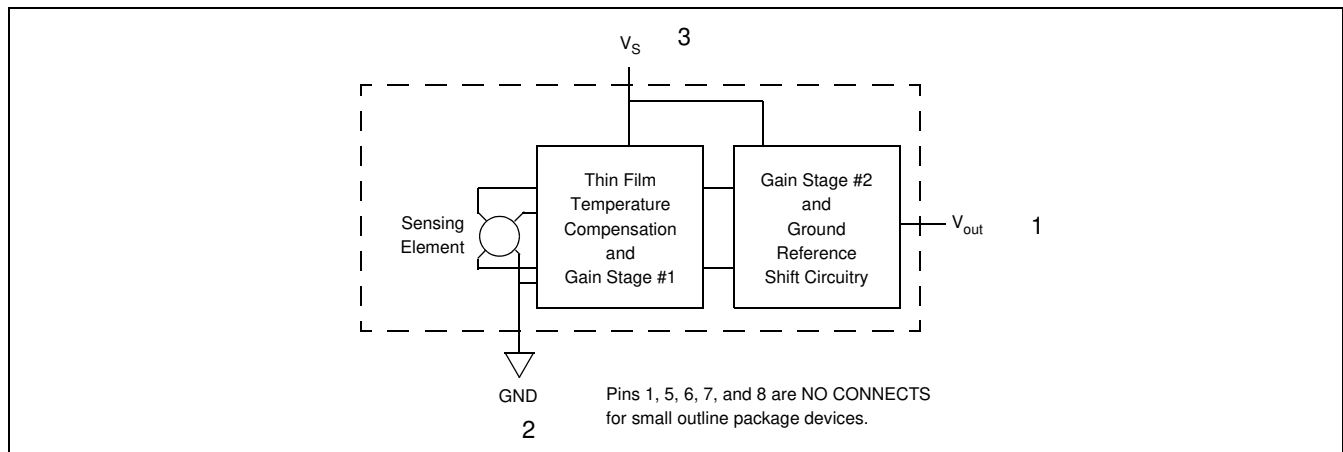 V_S 3
Thin Film
Temperature
Compensation
and
Gain Stage #1
Gain Stage #2
and
Ground
Reference
Shift Circuitry
Sensing
Element
V_out 1
GND
2
Pins 1, 5, 6, 7, and 8 are NO CONNECTS
for small outline package devices.